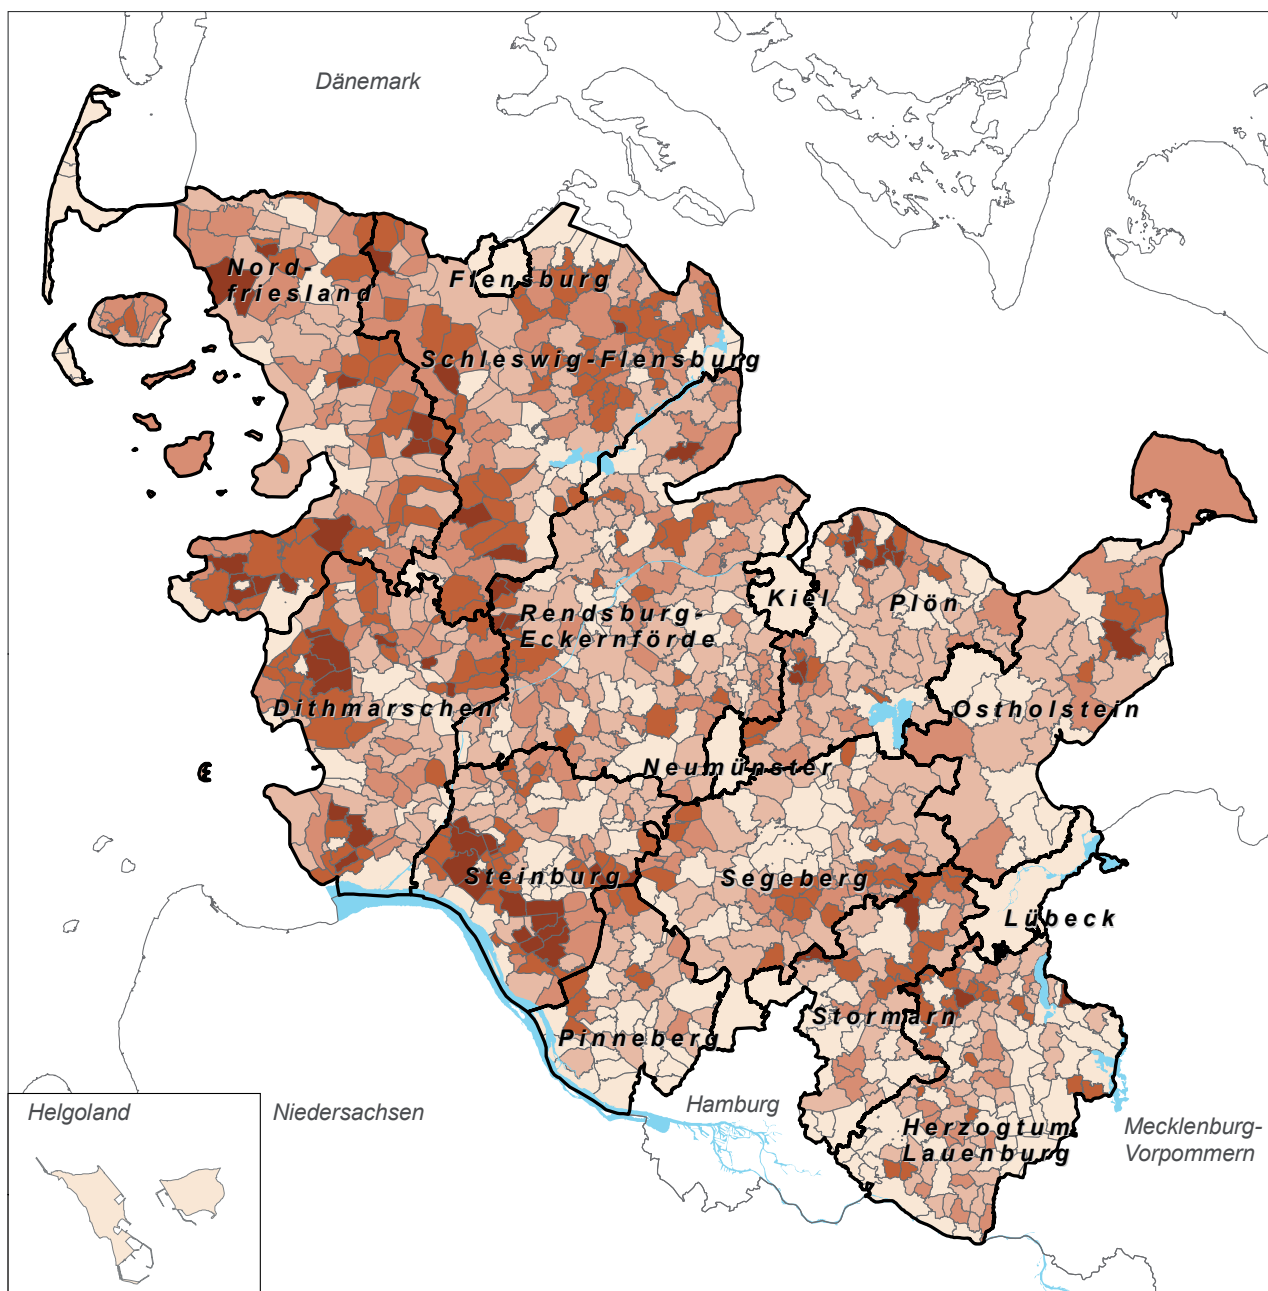 Dänemark
Nord-
friesland
Flensburg
Schleswig-Flensburg
Rendsburg-
Eckernförde
Kiel
Plön
Dithmarschen
Ostholstein
Neumünster
Steinburg
Segeberg
Lübeck
Stormarn
Pinneberg
Helgoland
Niedersachsen
Hamburg
Herzogtum
Lauenburg
Mecklenburg-
Vorpommern